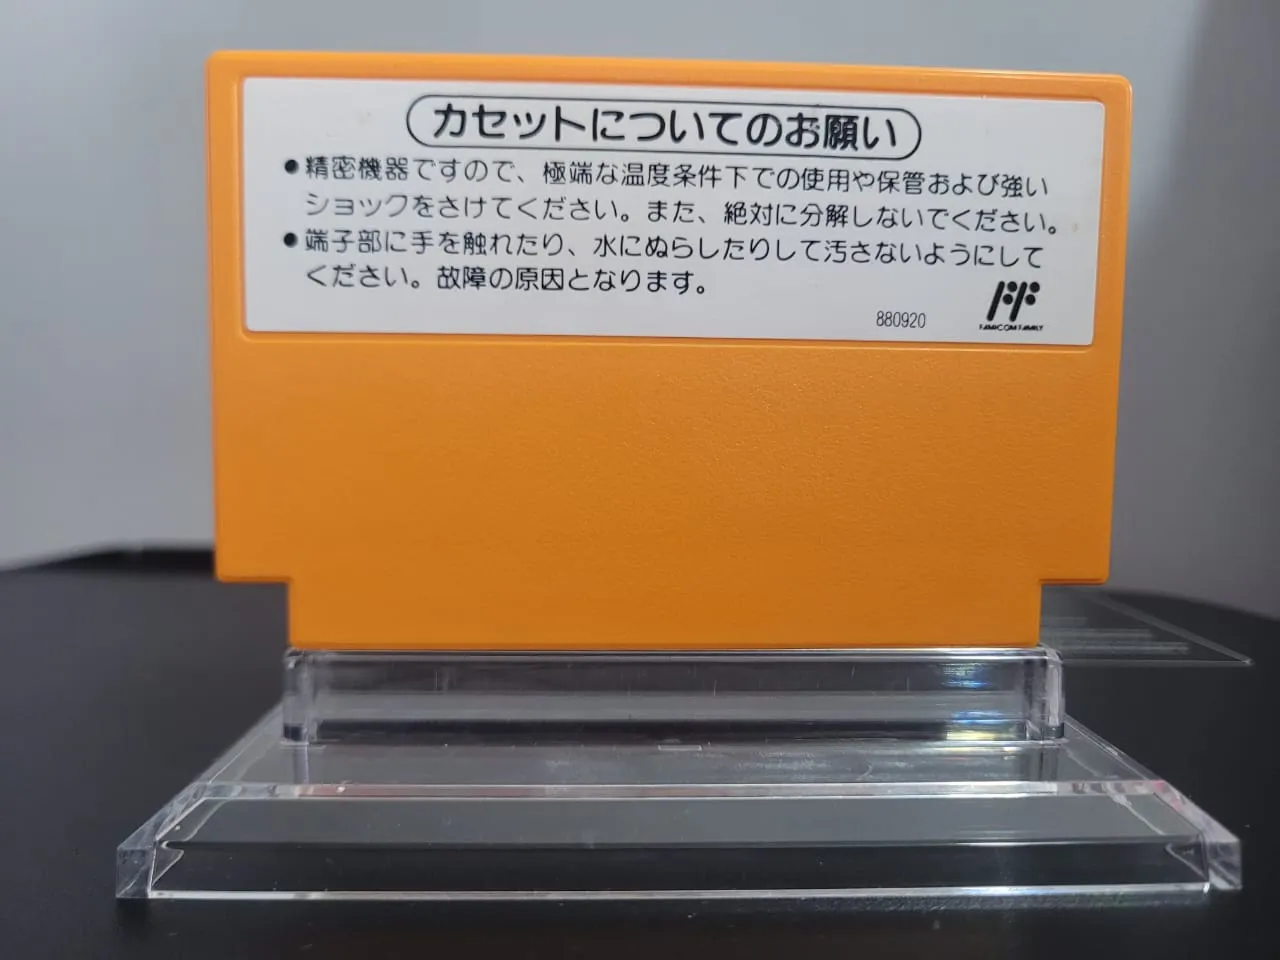 カセットについてのお願い
●精密機器ですので、極端な温度条件下での使用や保管および強い
ショックをさけてください。また、絶対に分解しないでください。
●端子部に手を触れたり、水にぬらしたりして汚さないようにして
ください。故障の原因となります。
880920
FAMICOM FAMILY